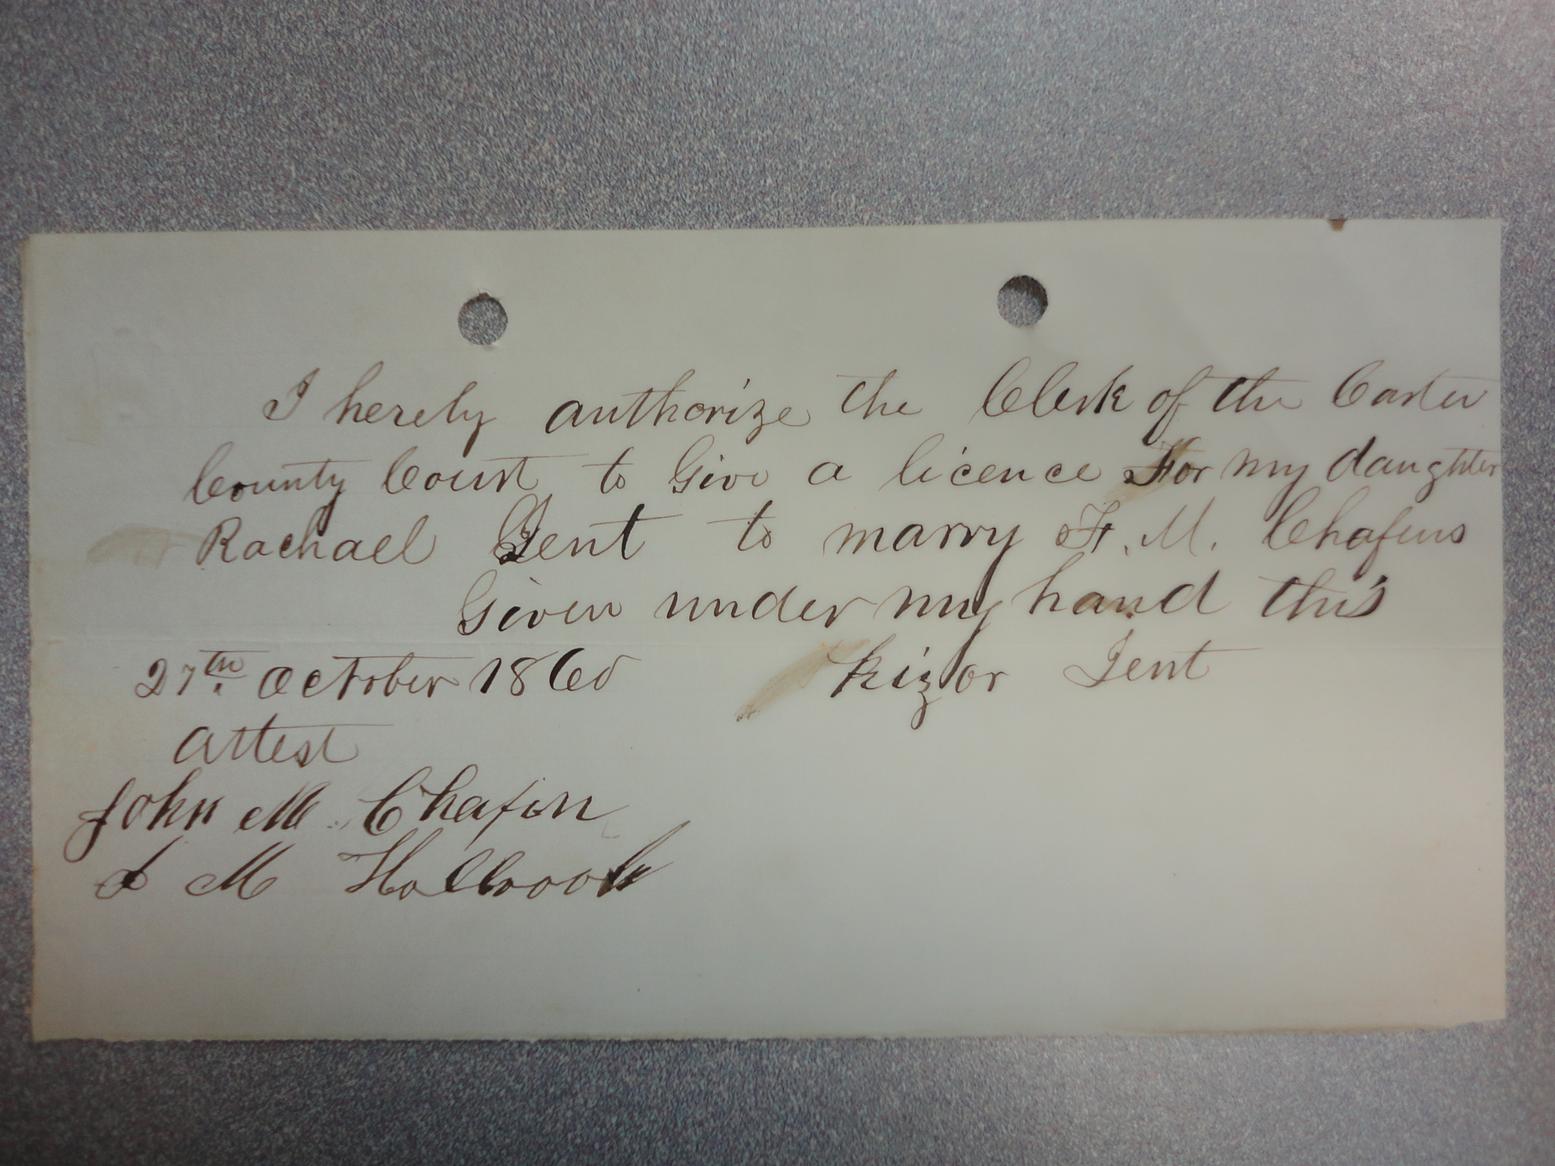 I hereby authorize the Clerk of the Carter
County Court to Give a licence For my daughter
Rachael Gent to marry F. M. Chafins
Given under my hand this
27th October 1860 Kizor Gent
Attest
John M Chafin
S M Holbrook